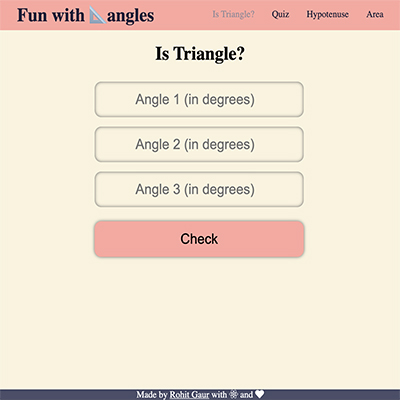 Fun with 📐angles
Is Triangle? Quiz Hypotenuse Area
Is Triangle?
Angle 1 (in degrees)
Angle 2 (in degrees)
Angle 3 (in degrees)
Check
Made by Rohit Gaur with ⚛ and ♥